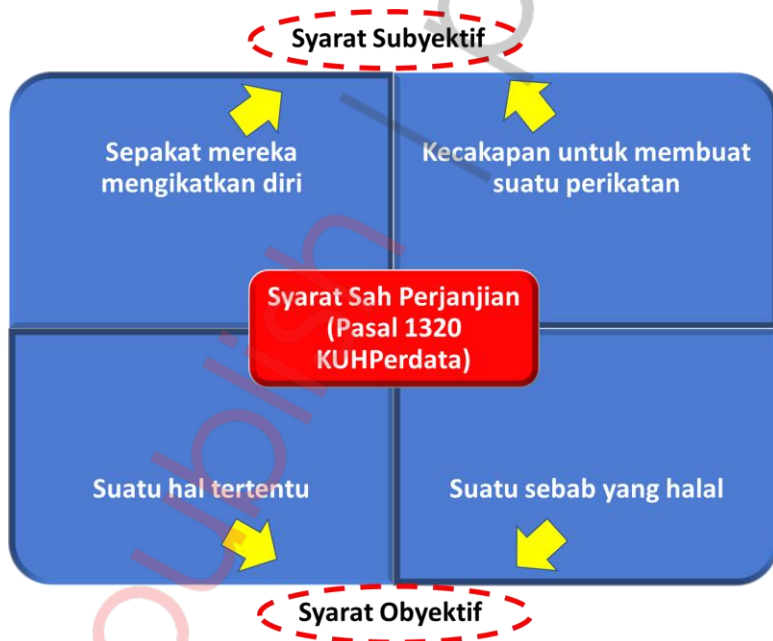 Syarat Subyektif
Sepakat mereka
mengikatkan diri
Kecakapan untuk membuat
suatu perikatan
Syarat Sah Perjanjian
(Pasal 1320
KUHPerdata)
Suatu hal tertentu
Suatu sebab yang halal
Syarat Obyektif